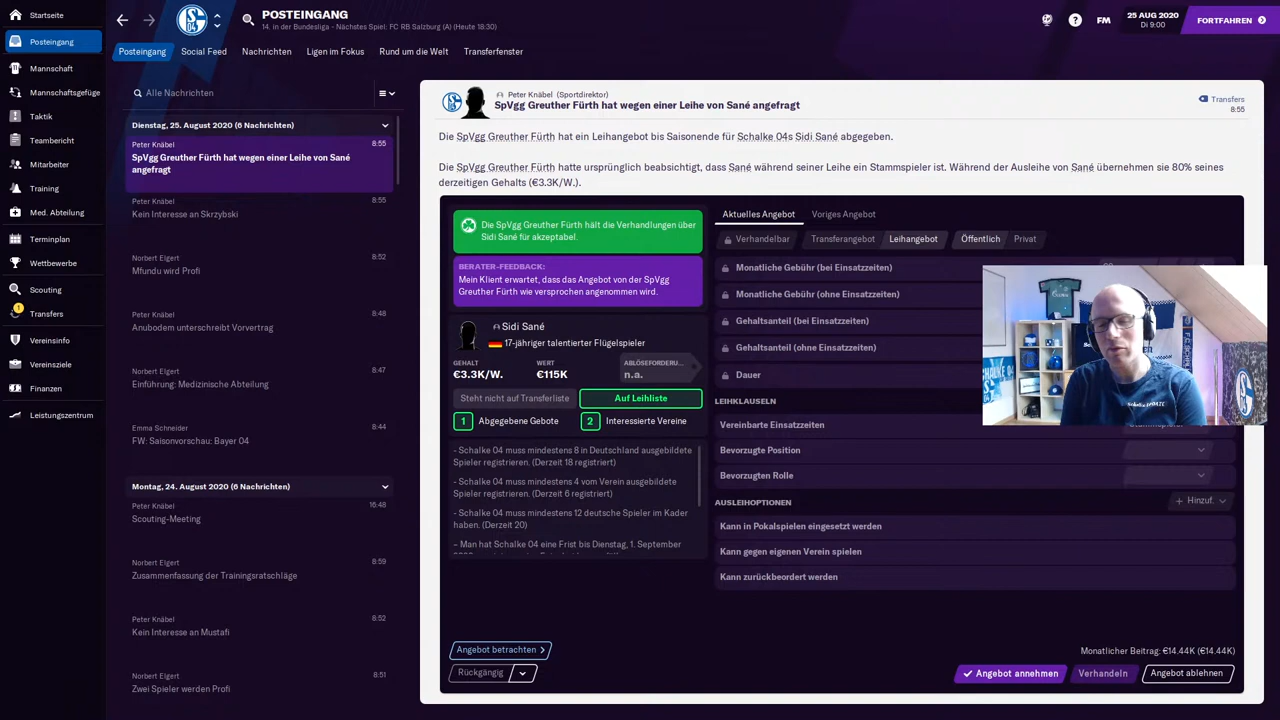 Startseite
Posteingang
Mannschaft
Mannschaftsgefüge
Taktik
Teambericht
Mitarbeiter
Training
Med. Abteilung
Terminplan
Wettbewerbe
Scouting
Transfers
Vereinsinfo
Vereinsziele
Finanzen
Leistungszentrum
POSTEINGANG
14. in der Bundesliga - Nächstes Spiel: FC RB Salzburg (A) (Heute 18:30)
FM
25 AUG 2020
Di 9:00
FORTFAHREN
Posteingang
Social Feed
Nachrichten
Ligen im Fokus
Rund um die Welt
Transferfenster
Alle Nachrichten
Dienstag, 25. August 2020 (6 Nachrichten)
Peter Knäbel 8:55
SpVgg Greuther Fürth hat wegen einer Leihe von Sané
angefragt
Peter Knäbel 8:55
Kein Interesse an Skrzybski
Norbert Elgert 8:52
Mfundu wird Profi
Peter Knäbel 8:48
Anubodem unterschreibt Vorvertrag
Norbert Elgert 8:47
Einführung: Medizinische Abteilung
Emma Schneider 8:44
FW: Saisonvorschau: Bayer 04
Montag, 24. August 2020 (6 Nachrichten)
Peter Knäbel 16:48
Scouting-Meeting
Norbert Elgert 8:59
Zusammenfassung der Trainingsratschläge
Peter Knäbel 8:52
Kein Interesse an Mustafi
Norbert Elgert 8:51
Zwei Spieler werden Profi
Peter Knäbel (Sportdirektor)
SpVgg Greuther Fürth hat wegen einer Leihe von Sané angefragt
Transfers
8:55
Die SpVgg Greuther Fürth hat ein Leihangebot bis Saisonende für Schalke 04s Sidi Sané abgegeben.
Die SpVgg Greuther Fürth hatte ursprünglich beabsichtigt, dass Sané während seiner Leihe ein Stammspieler ist. Während der Ausleihe von Sané übernehmen sie 80% seines
derzeitigen Gehalts (€3.3K/W.).
Die SpVgg Greuther Fürth hält die Verhandlungen über
Sidi Sané für akzeptabel.
BERATER-FEEDBACK:
Mein Klient erwartet, dass das Angebot von der SpVgg
Greuther Fürth wie versprochen angenommen wird.
Sidi Sané
17-jähriger talentierter Flügelspieler
GEHALT
€3.3K/W.
WERT
€115K
ABLÖSEFORDERU...
n.a.
Steht nicht auf Transferliste
Auf Leihliste
1 Abgegebene Gebote
2 Interessierte Vereine
- Schalke 04 muss mindestens 8 in Deutschland ausgebildete
Spieler registrieren. (Derzeit 18 registriert)
- Schalke 04 muss mindestens 4 vom Verein ausgebildete
Spieler registrieren. (Derzeit 6 registriert)
- Schalke 04 muss mindestens 12 deutsche Spieler im Kader
haben. (Derzeit 20)
– Man hat Schalke 04 eine Frist bis Dienstag, 1. September
Aktuelles Angebot
Voriges Angebot
Verhandelbar
Transferangebot
Leihangebot
Öffentlich
Privat
Monatliche Gebühr (bei Einsatzzeiten)
Monatliche Gebühr (ohne Einsatzzeiten)
Gehaltsanteil (bei Einsatzzeiten)
Gehaltsanteil (ohne Einsatzzeiten)
Dauer
LEIHKLAUSELN
Vereinbarte Einsatzzeiten
Bevorzugte Position
Bevorzugten Rolle
AUSLEIHOPTIONEN
Hinzuf.
Kann in Pokalspielen eingesetzt werden
Kann gegen eigenen Verein spielen
Kann zurückbeordert werden
Angebot betrachten
Rückgängig
Monatlicher Beitrag: €14.44K (€14.44K)
Angebot annehmen
Verhandeln
Angebot ablehnen